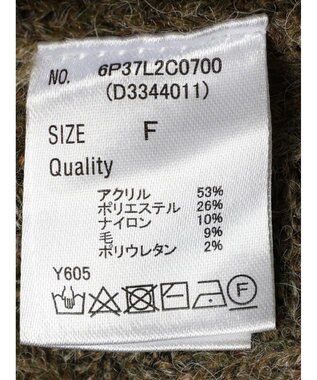 NO. 6P37L2C0700
(D3344011)
SIZE F
Quality
アクリル 53%
ポリエステル 26%
ナイロン 10%
毛 9%
ポリウレタン 2%
Y605
F